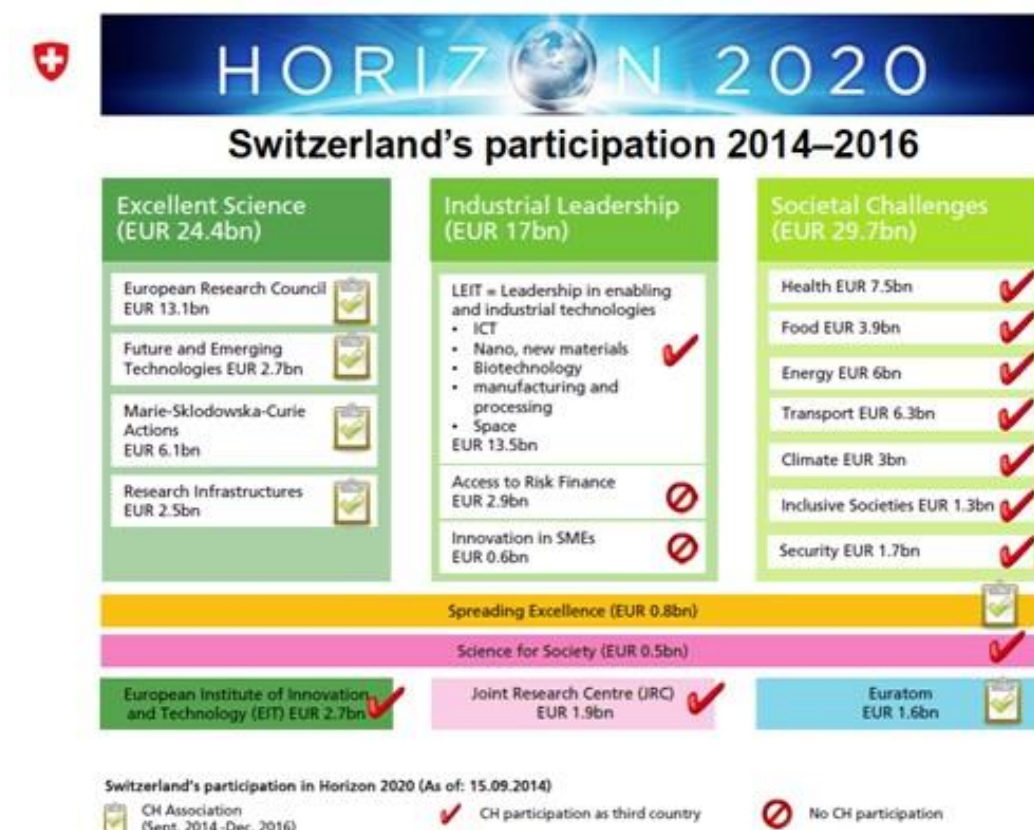 HORIZON 2020
Switzerland's participation 2014–2016
Excellent Science
(EUR 24.4bn)
European Research Council
EUR 13.1bn
Future and Emerging
Technologies EUR 2.7bn
Marie-Sklodowska-Curie
Actions
EUR 6.1bn
Research Infrastructures
EUR 2.5bn
Industrial Leadership
(EUR 17bn)
LEIT = Leadership in enabling
and industrial technologies
• ICT
• Nano, new materials
• Biotechnology
• manufacturing and
processing
• Space
EUR 13.5bn
Access to Risk Finance
EUR 2.9bn
Innovation in SMEs
EUR 0.6bn
Societal Challenges
(EUR 29.7bn)
Health EUR 7.5bn
Food EUR 3.9bn
Energy EUR 6bn
Transport EUR 6.3bn
Climate EUR 3bn
Inclusive Societies EUR 1.3bn
Security EUR 1.7bn
Spreading Excellence (EUR 0.8bn)
Science for Society (EUR 0.5bn)
European Institute of Innovation
and Technology (EIT) EUR 2.7bn
Joint Research Centre (JRC)
EUR 1.9bn
Euratom
EUR 1.6bn
Switzerland's participation in Horizon 2020 (As of: 15.09.2014)
CH Association
(Sept. 2014 -Dec. 2016)
CH participation as third country
No CH participation